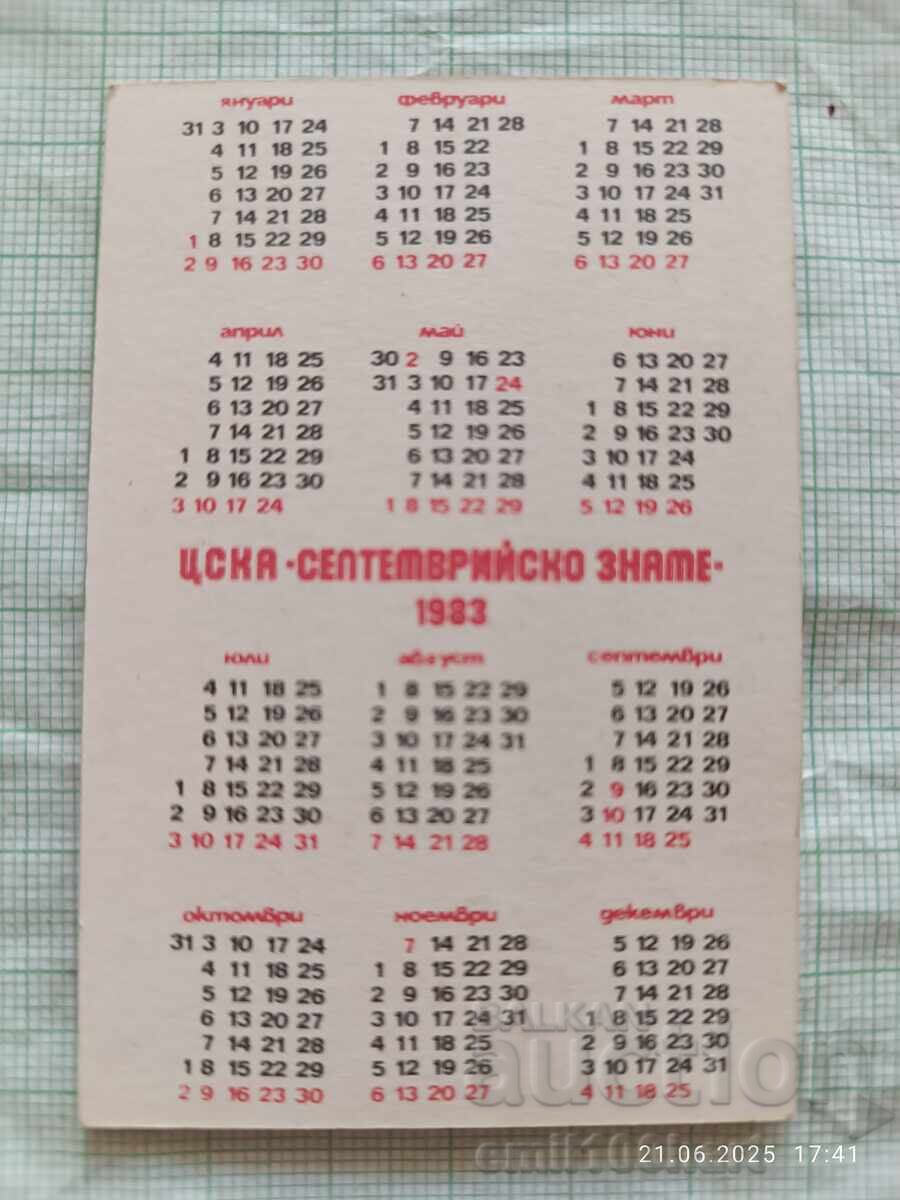 януари февруари март
31 3 10 17 24 7 14 21 28 7 14 21 28
4 11 18 25 1 8 15 22 1 8 15 22 29
5 12 19 26 2 9 16 23 2 9 16 23 30
6 13 20 27 3 10 17 24 3 10 17 24 31
7 14 21 28 4 11 18 25 4 11 18 25
1 8 15 22 29 5 12 19 26 5 12 19 26
2 9 16 23 30 6 13 20 27 6 13 20 27
април май юни
4 11 18 25 30 2 9 16 23 6 13 20 27
5 12 19 26 31 3 10 17 24 7 14 21 28
6 13 20 27 4 11 18 25 1 8 15 22 29
7 14 21 28 5 12 19 26 2 9 16 23 30
1 8 15 22 29 6 13 20 27 3 10 17 24
2 9 16 23 30 7 14 21 28 4 11 18 25
3 10 17 24 1 8 15 22 29 5 12 19 26
ЦСКА •СЕПТЕМВРИЙСКО ЗНАМЕ•
1983
юли август септември
4 11 18 25 1 8 15 22 29 5 12 19 26
5 12 19 26 2 9 16 23 30 6 13 20 27
6 13 20 27 3 10 17 24 31 7 14 21 28
7 14 21 28 4 11 18 25 1 8 15 22 29
1 8 15 22 29 5 12 19 26 2 9 16 23 30
2 9 16 23 30 6 13 20 27 3 10 17 24 31
3 10 17 24 31 7 14 21 28 4 11 18 25
октомври ноември декември
31 3 10 17 24 7 14 21 28 5 12 19 26
4 11 18 25 1 8 15 22 29 6 13 20 27
5 12 19 26 2 9 16 23 30 7 14 21 28
6 13 20 27 3 10 17 24 31 1 8 15 22 29
7 14 21 28 4 11 18 25 2 9 16 23 30
1 8 15 22 29 5 12 19 26 3 10 17 24 31
2 9 16 23 30 6 13 20 27 4 11 18 25
BALKAN
auction
21.06.2025 17:41